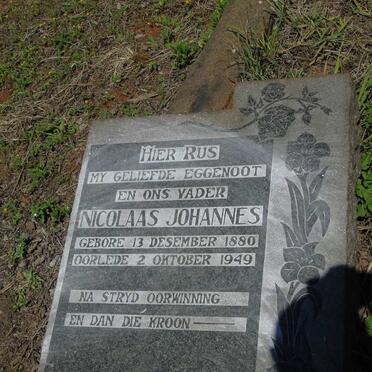 HIER RUS
MY GELIEFDE EGGENOOT
EN ONS VADER
NICOLAAS JOHANNES
GEBORE 13 DESEMBER 1880
OORLEDE 2 OKTOBER 1949
NA STRYD OORWINNING
EN DAN DIE KROON